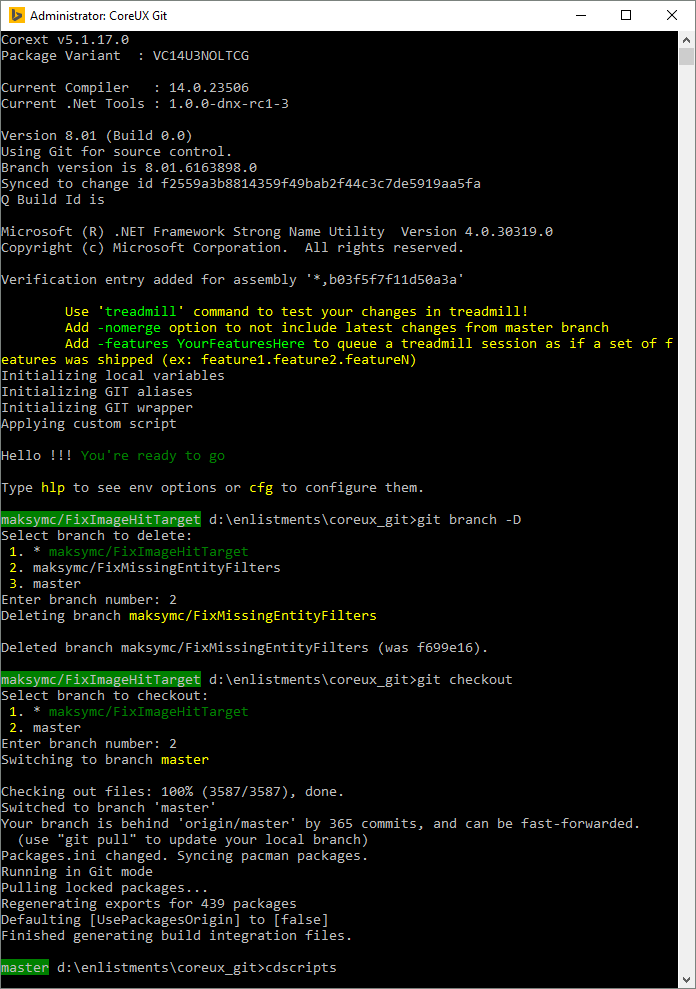 Administrator: CoreUX Git
Corext v5.1.17.0
Package Variant  : VC14U3NOLTCG
Current Compiler   : 14.0.23506
Current .Net Tools : 1.0.0-dnx-rc1-3
Version 8.01 (Build 0.0)
Using Git for source control.
Branch version is 8.01.6163898.0
Synced to change id f2559a3b8814359f49bab2f44c3c7de5919aa5fa
Q Build Id is
Microsoft (R) .NET Framework Strong Name Utility  Version 4.0.30319.0
Copyright (c) Microsoft Corporation.  All rights reserved.
Verification entry added for assembly '*,b03f5f7f11d50a3a'
Use 'treadmill' command to test your changes in treadmill!
Add -nomerge option to not include latest changes from master branch
Add -features YourFeaturesHere to queue a treadmill session as if a set of f
eatures was shipped (ex: feature1.feature2.featureN)
Initializing local variables
Initializing GIT aliases
Initializing GIT wrapper
Applying custom script
Hello !!! You're ready to go
Type hlp to see env options or cfg to configure them.
maksymc/FixImageHitTarget d:\enlistments\coreux_git>git branch -D
Select branch to delete:
1. * maksymc/FixImageHitTarget
2. maksymc/FixMissingEntityFilters
3. master
Enter branch number: 2
Deleting branch maksymc/FixMissingEntityFilters
Deleted branch maksymc/FixMissingEntityFilters (was f699e16).
maksymc/FixImageHitTarget d:\enlistments\coreux_git>git checkout
Select branch to checkout:
1. * maksymc/FixImageHitTarget
2. master
Enter branch number: 2
Switching to branch master
Checking out files: 100% (3587/3587), done.
Switched to branch 'master'
Your branch is behind 'origin/master' by 365 commits, and can be fast-forwarded.
(use "git pull" to update your local branch)
Packages.ini changed. Syncing pacman packages.
Running in Git mode
Pulling locked packages...
Regenerating exports for 439 packages
Defaulting [UsePackagesOrigin] to [false]
Finished generating build integration files.
master d:\enlistments\coreux_git>cdscripts